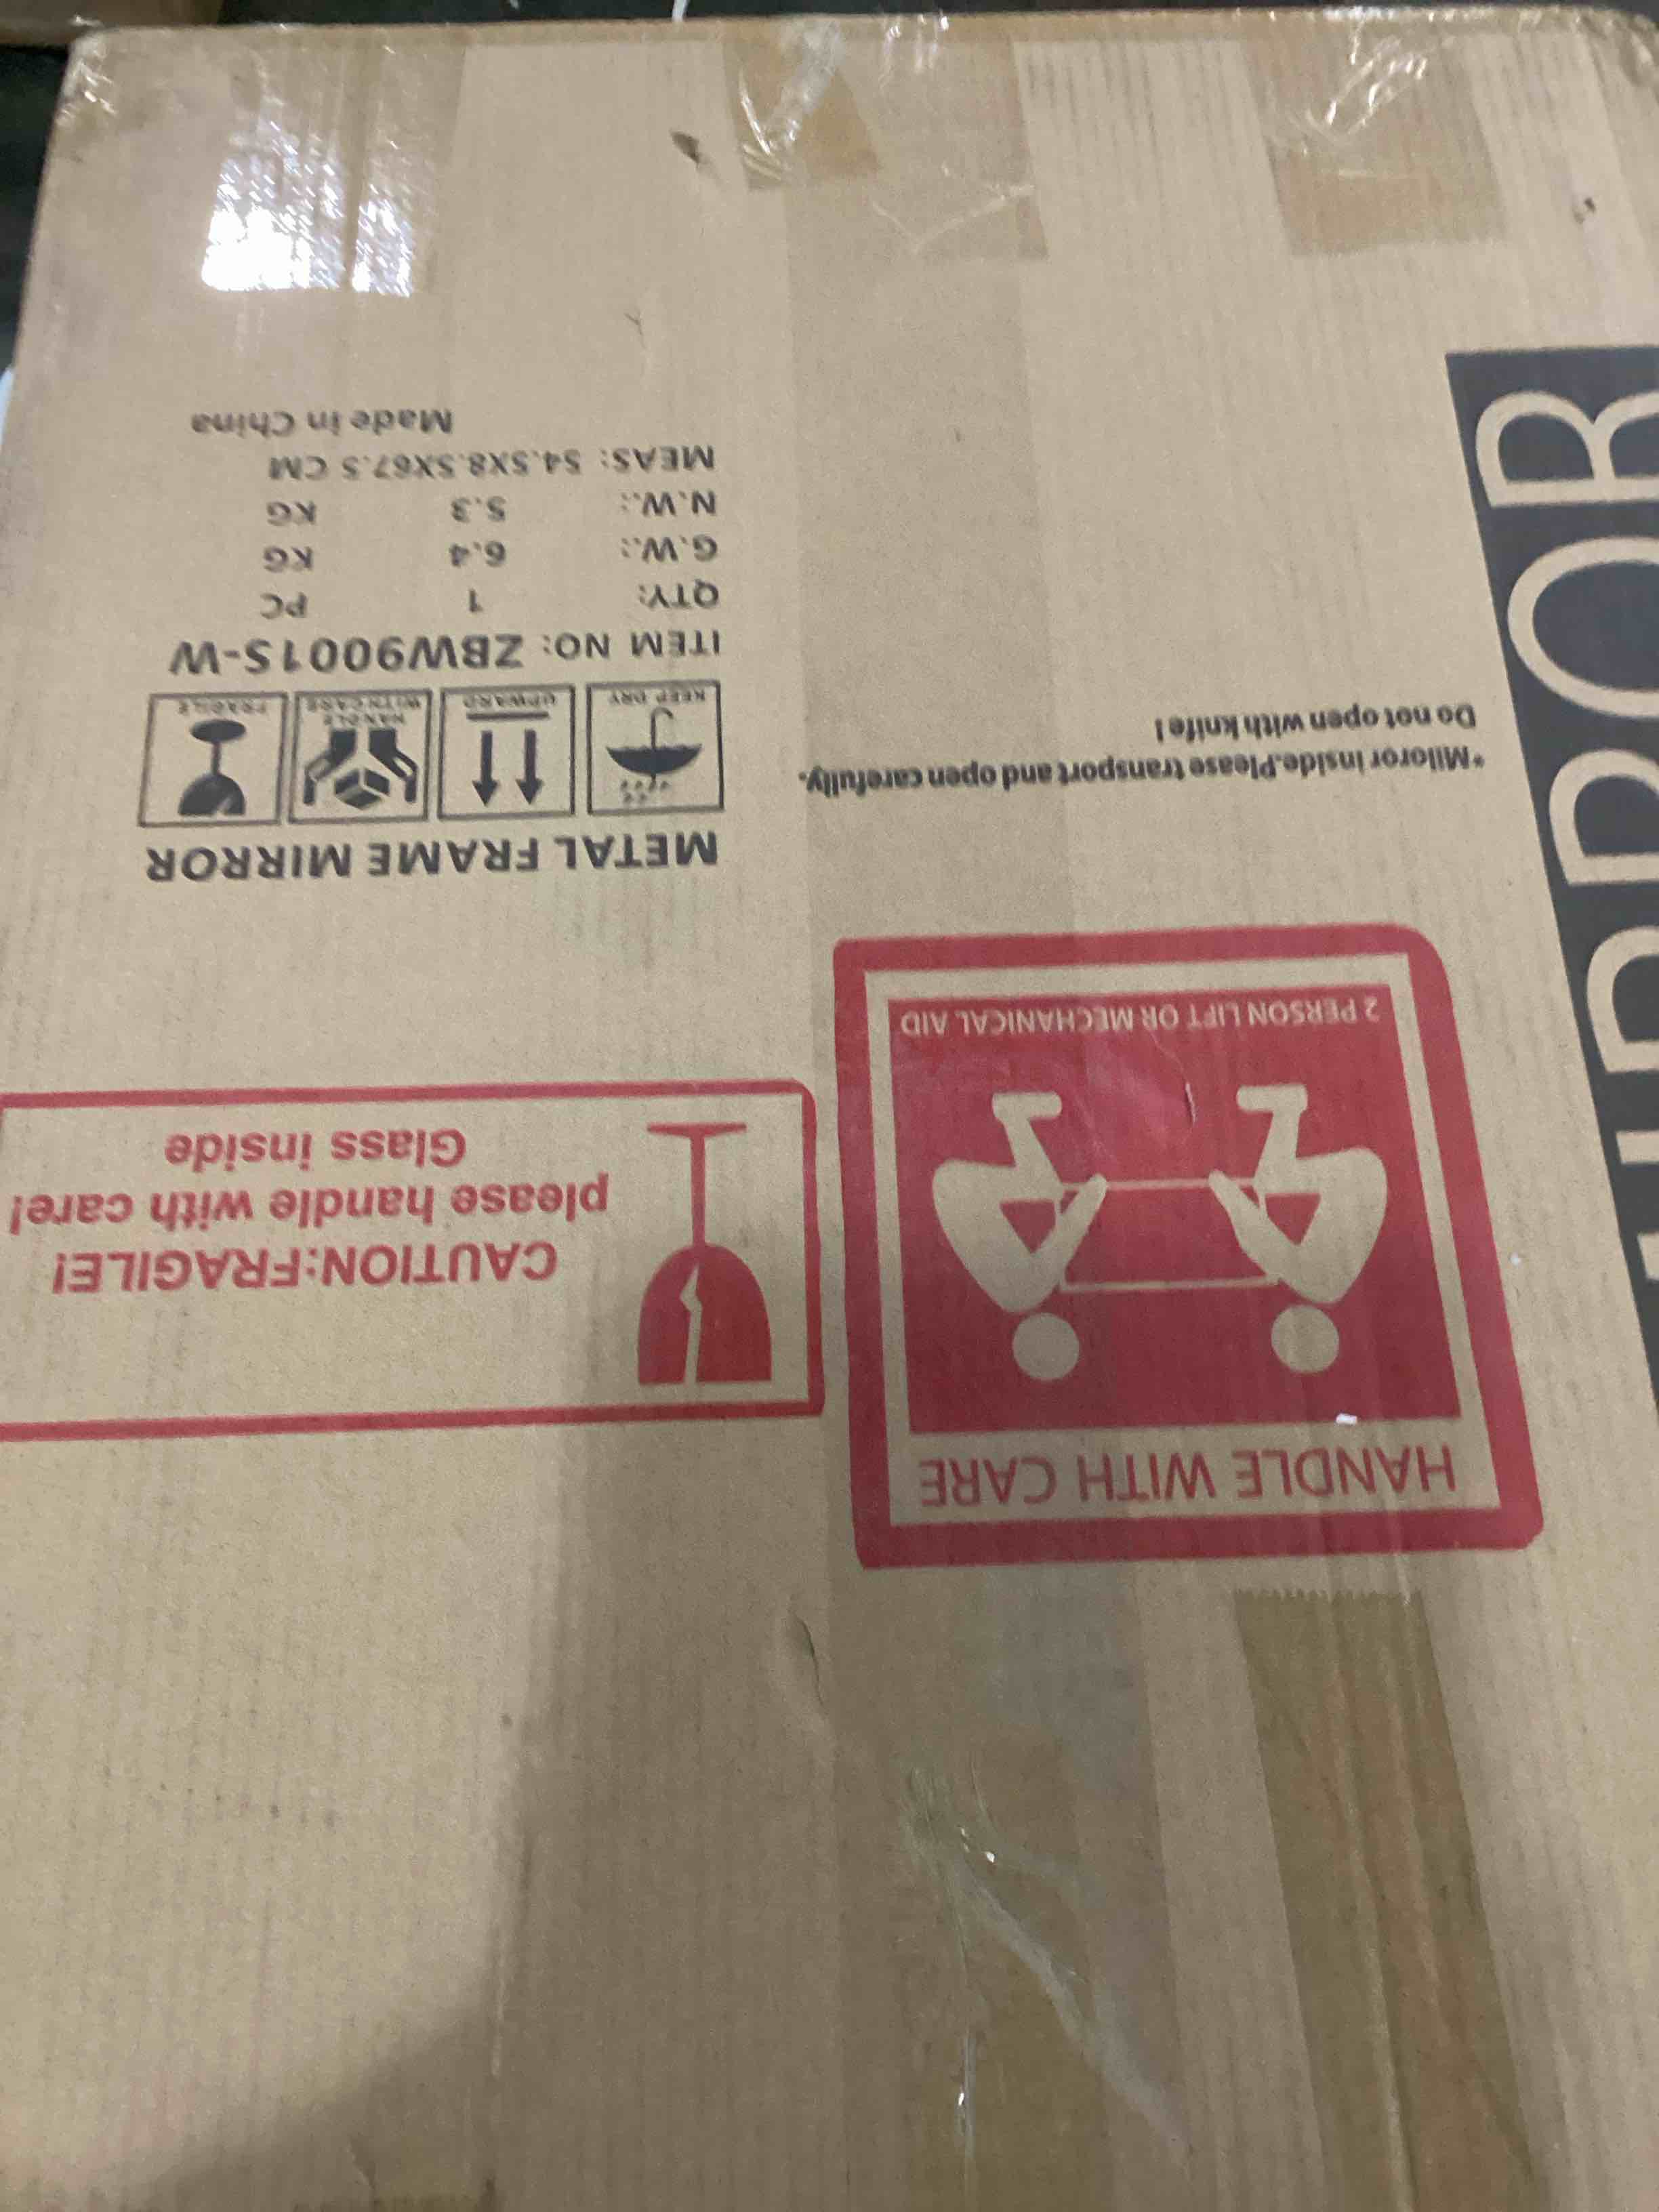 HANDLE WITH CARE
2 PERSON LIFT OR MECHANICAL AID
CAUTION:FRAGILE!
please handle with care!
Glass inside
*Miloror inside.Please transport and open carefully.
Do not open with knife!
METAL FRAME MIRROR
KEEP DRY
UPWARD
HANDLE
WITH CARE
FRAGILE
ITEM NO: ZBW9001S-W
QTY: 1 PC
G.W.: 6.4 KG
N.W.: 5.3 KG
MEAS: 54.5X8.5X67.5 CM
Made in China